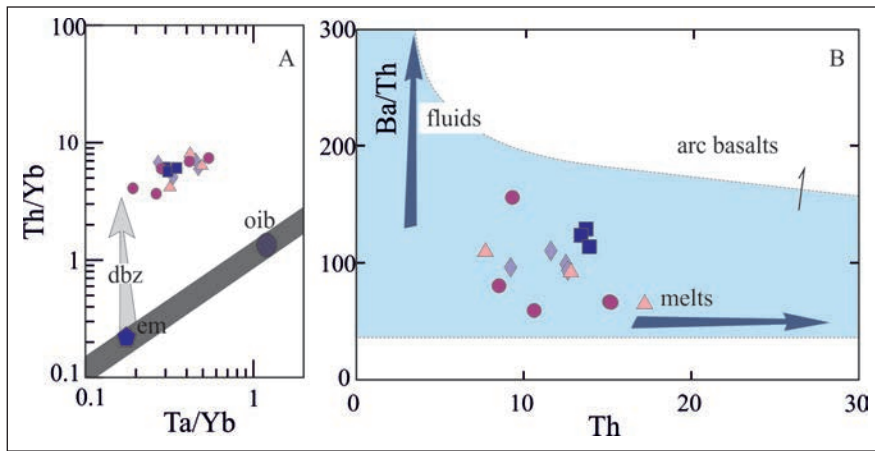 A
100
10
1
0.1
Th/Yb
oib
dbz
em
0.1
1
Ta/Yb
B
300
200
100
0
Ba/Th
fluids
arc basalts
melts
0
10
20
30
Th